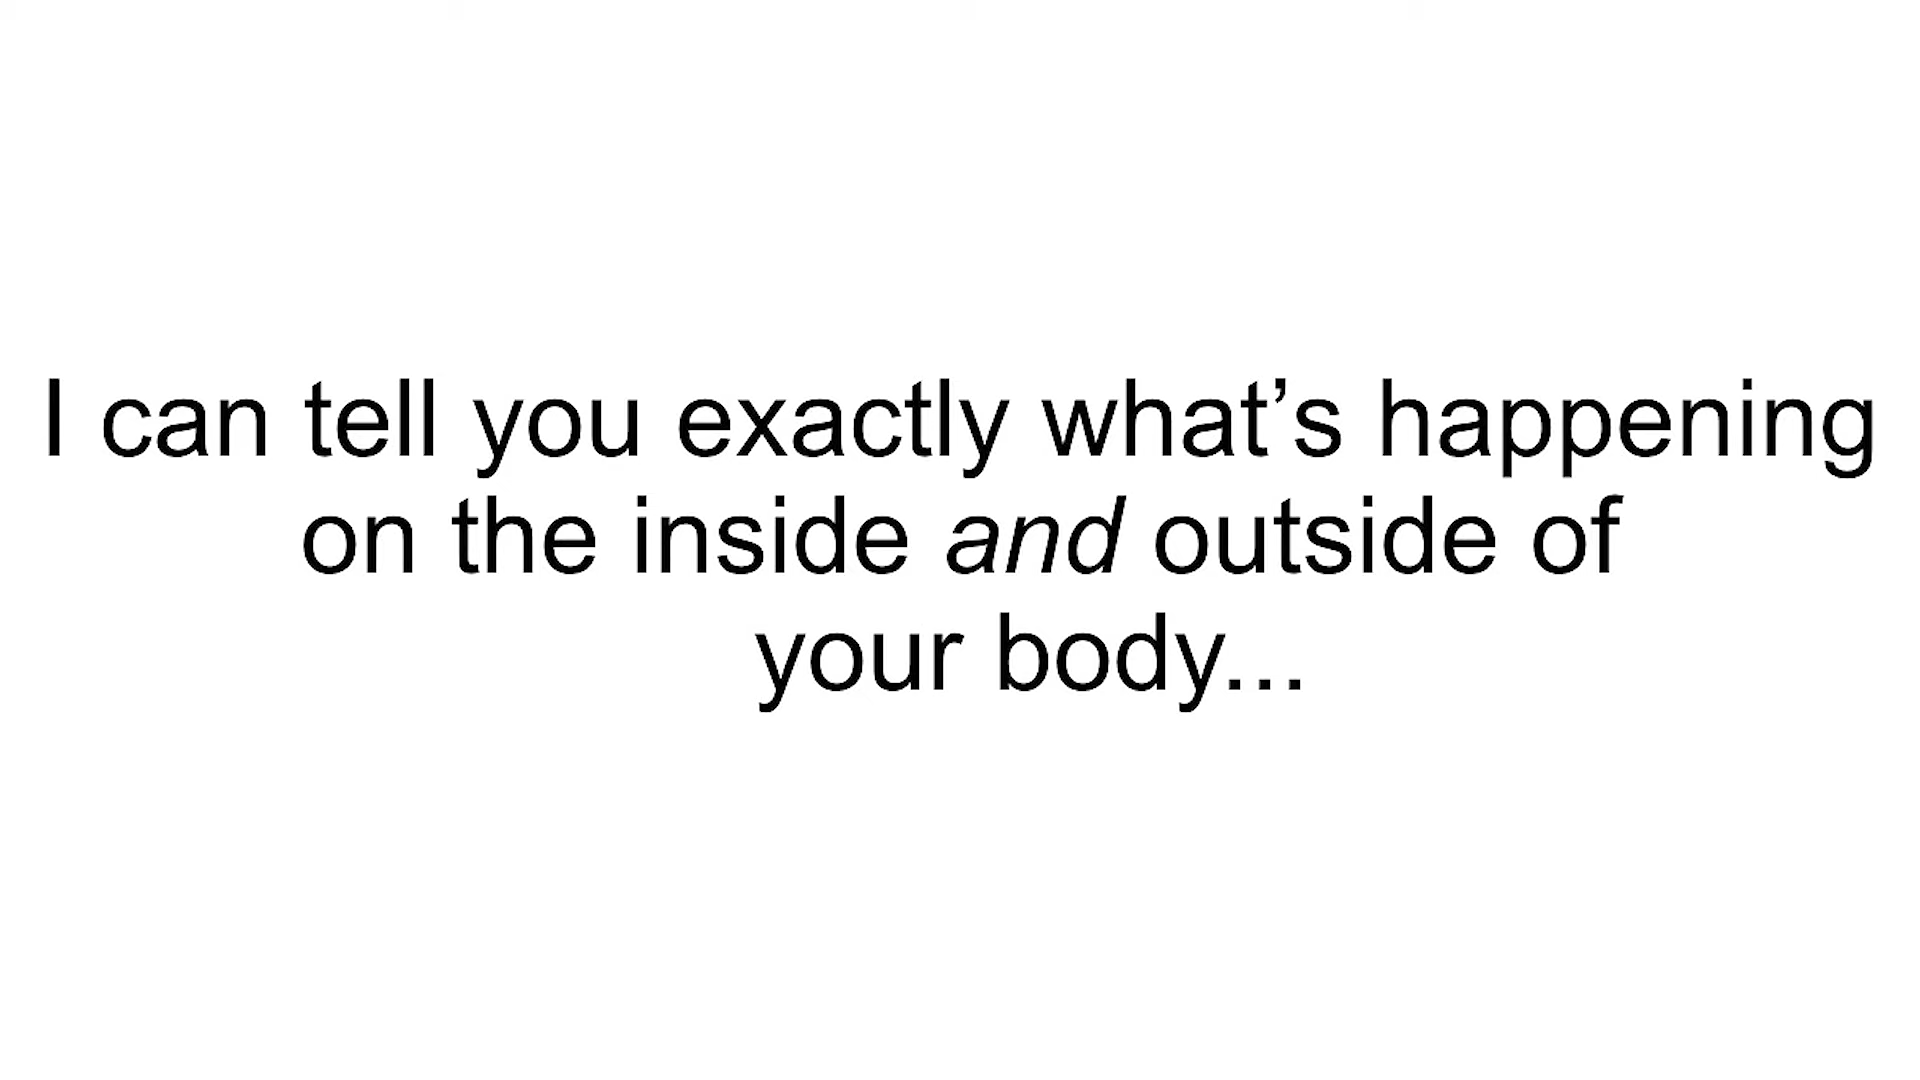 I can tell you exactly what’s happening
on the inside and outside of
your body...